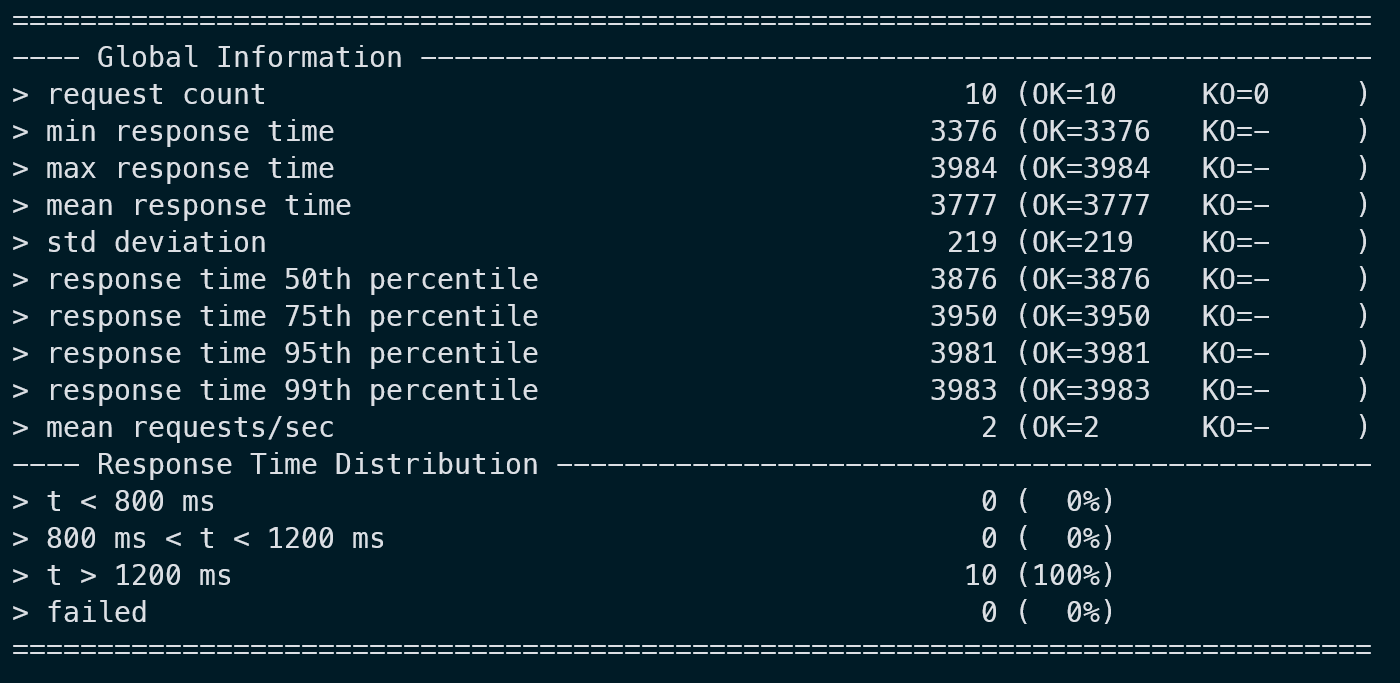 ================================================================================
---- Global Information --------------------------------------------------------
> request count                                         10 (OK=10     KO=0     )
> min response time                                   3376 (OK=3376   KO=-     )
> max response time                                   3984 (OK=3984   KO=-     )
> mean response time                                  3777 (OK=3777   KO=-     )
> std deviation                                        219 (OK=219    KO=-     )
> response time 50th percentile                       3876 (OK=3876   KO=-     )
> response time 75th percentile                       3950 (OK=3950   KO=-     )
> response time 95th percentile                       3981 (OK=3981   KO=-     )
> response time 99th percentile                       3983 (OK=3983   KO=-     )
> mean requests/sec                                      2 (OK=2      KO=-     )
---- Response Time Distribution ------------------------------------------------
> t < 800 ms                                             0 (  0%)
> 800 ms < t < 1200 ms                                   0 (  0%)
> t > 1200 ms                                           10 (100%)
> failed                                                 0 (  0%)
================================================================================